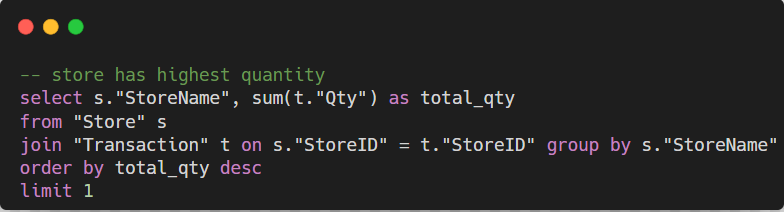 -- store has highest quantity
select s."StoreName", sum(t."Qty") as total_qty
from "Store" s
join "Transaction" t on s."StoreID" = t."StoreID" group by s."StoreName"
order by total_qty desc
limit 1